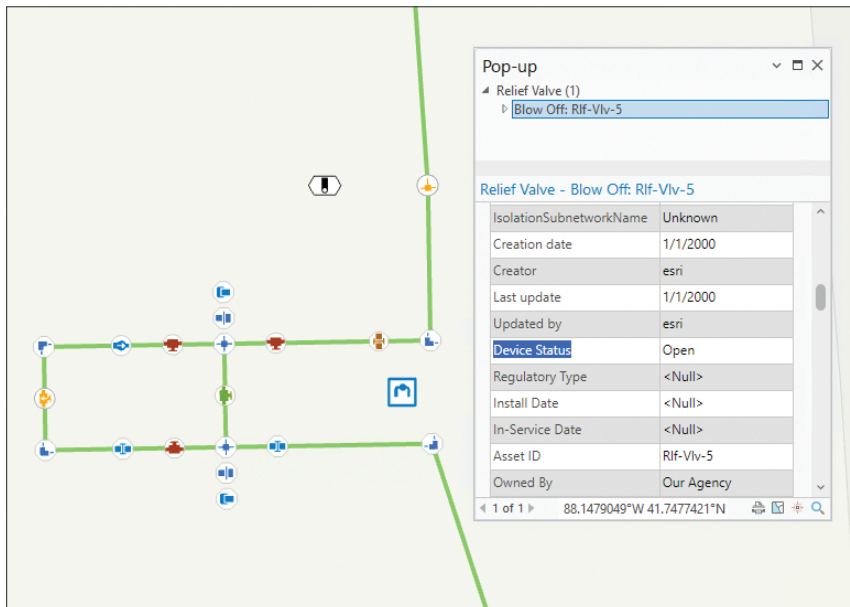 Pop-up
Relief Valve (1)
Blow Off: Rlf-Vlv-5
Relief Valve - Blow Off: Rlf-Vlv-5
IsolationSubnetworkName Unknown
Creation date 1/1/2000
Creator esri
Last update 1/1/2000
Updated by esri
Device Status Open
Regulatory Type <Null>
Install Date <Null>
In-Service Date <Null>
Asset ID Rlf-Vlv-5
Owned By Our Agency
1 of 1 88.1479049°W 41.7477421°N